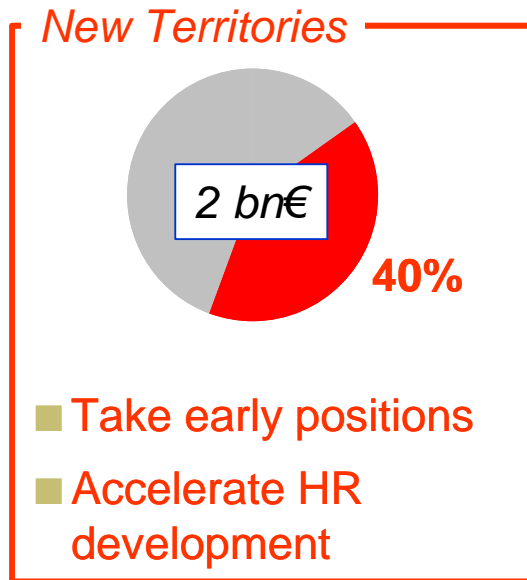 New Territories
2 bn€
40%
Take early positions
Accelerate HR
development